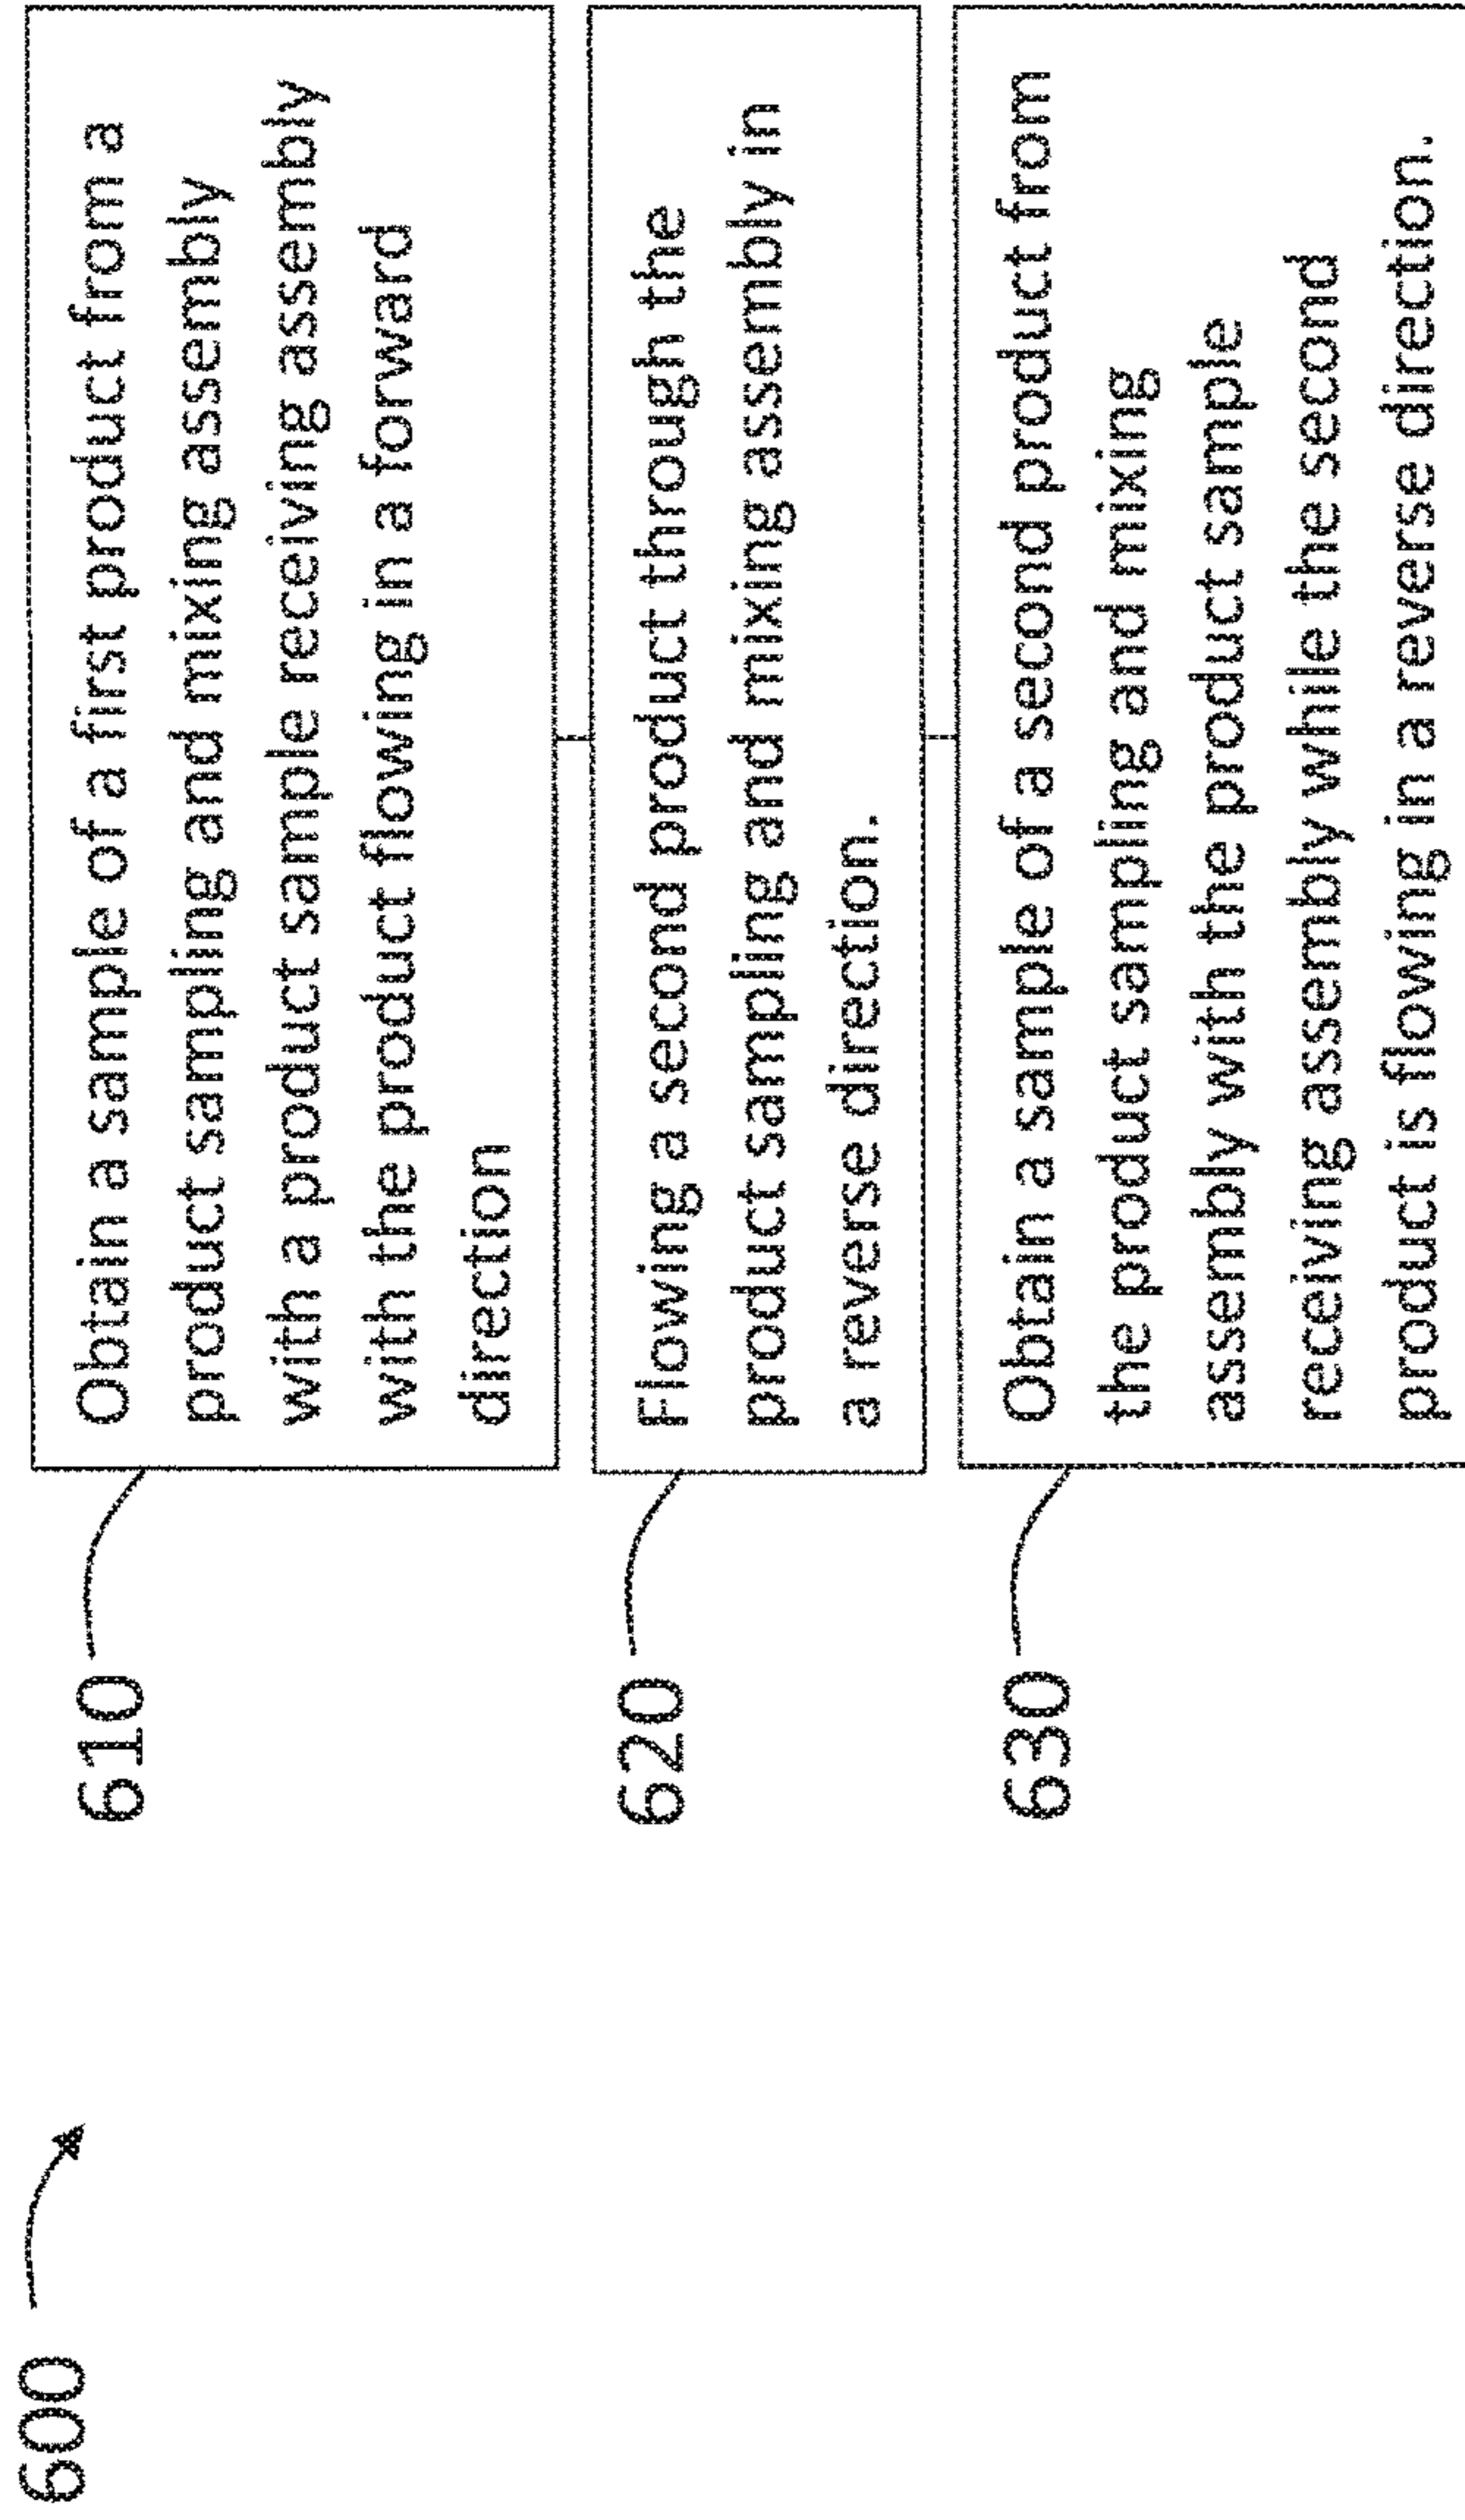 600
610
Obtain a sample of a first product from a
product sampling and mixing assembly
with a product sample receiving assembly
with the product flowing in a forward
direction
620
Flowing a second product through the
product sampling and mixing assembly in
a reverse direction.
630
Obtain a sample of a second product from
the product sampling and mixing
assembly with the product sample
receiving assembly while the second
product is flowing in a reverse direction.